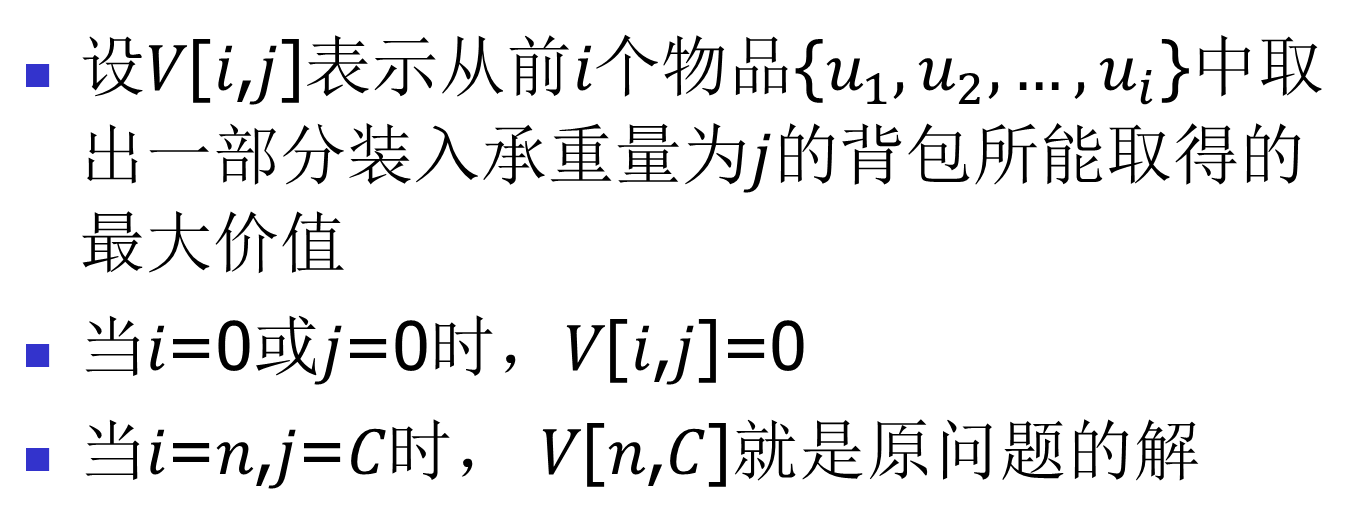 ▪ 设V[i,j]表示从前i个物品{u₁, u₂, … , uᵢ}中取
出一部分装入承重量为j的背包所能取得的
最大价值
▪ 当i=0或j=0时，V[i,j]=0
▪ 当i=n,j=C时， V[n,C]就是原问题的解